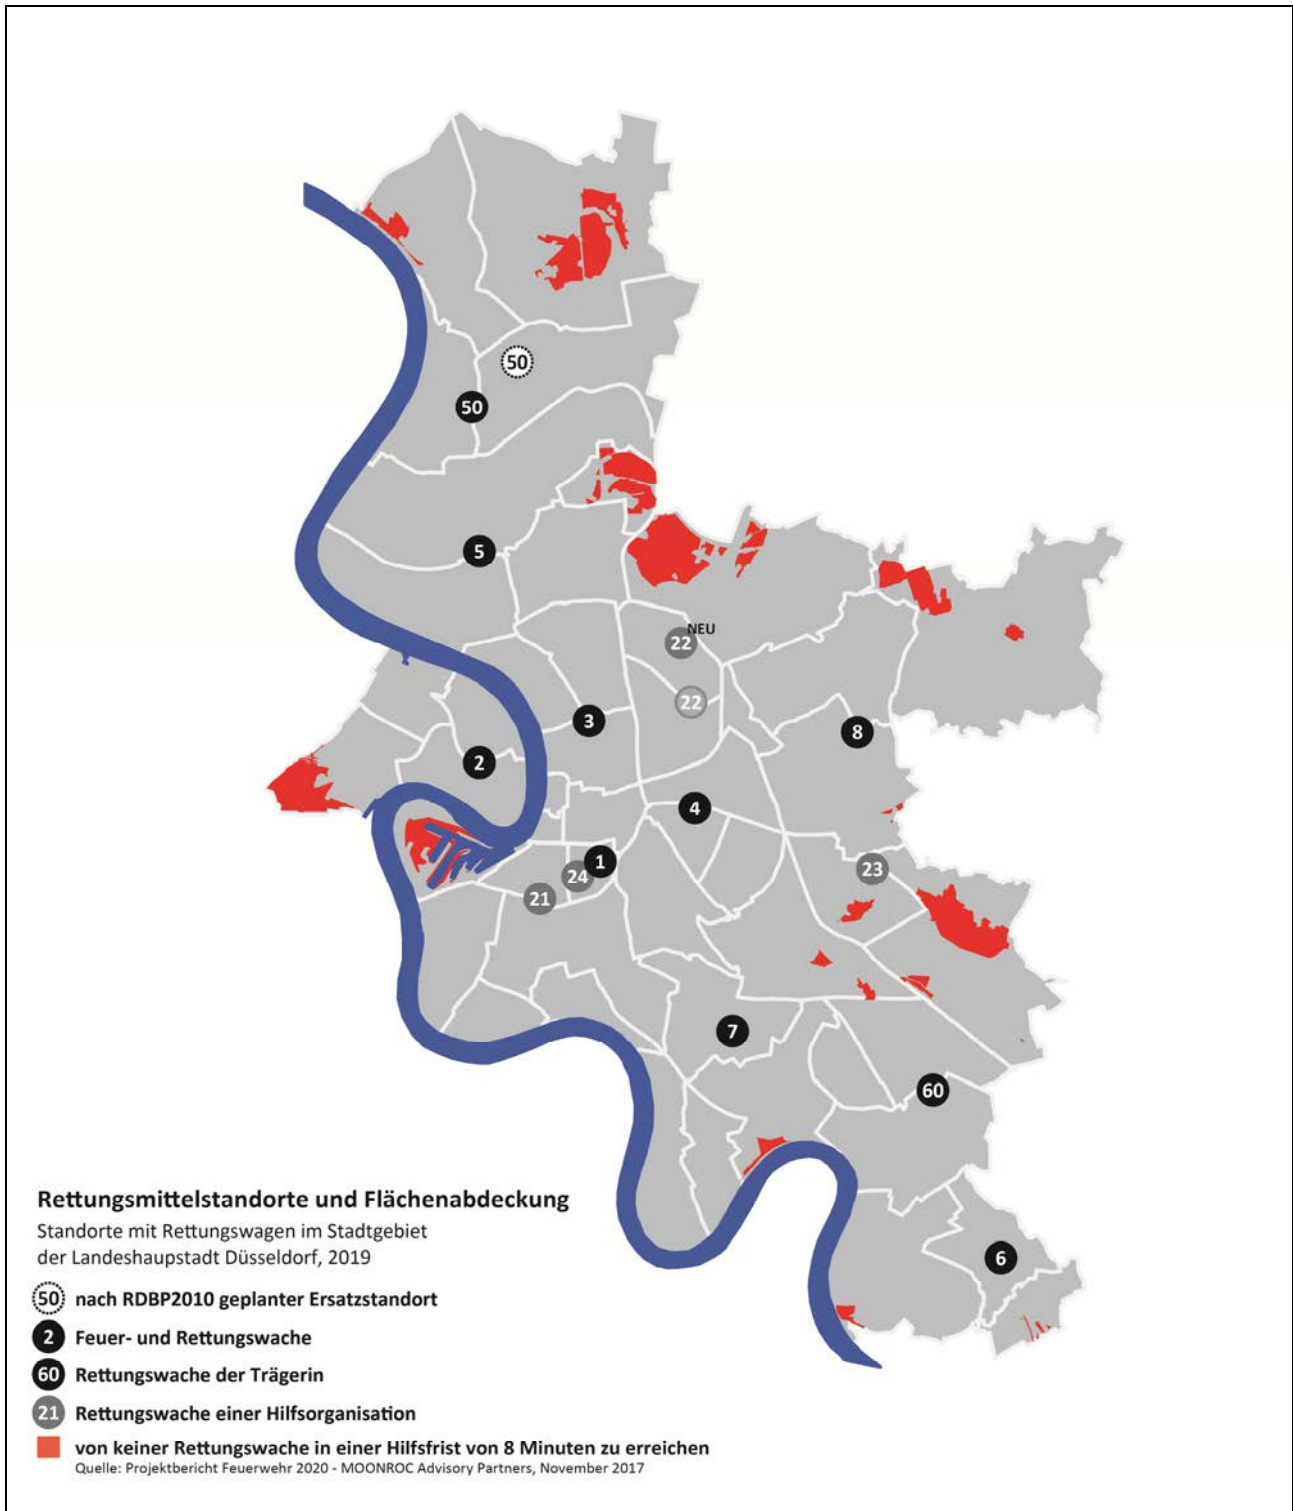 50
50
5
NEU
22
22
3
8
2
4
1
24
23
21
7
60
6
Rettungsmittelstandorte und Flächenabdeckung
Standorte mit Rettungswagen im Stadtgebiet
der Landeshaupstadt Düsseldorf, 2019
50 nach RDBP2010 geplanter Ersatzstandort
2 Feuer- und Rettungswache
60 Rettungswache der Trägerin
21 Rettungswache einer Hilfsorganisation
von keiner Rettungswache in einer Hilfsfrist von 8 Minuten zu erreichen
Quelle: Projektbericht Feuerwehr 2020 - MOONROC Advisory Partners, November 2017